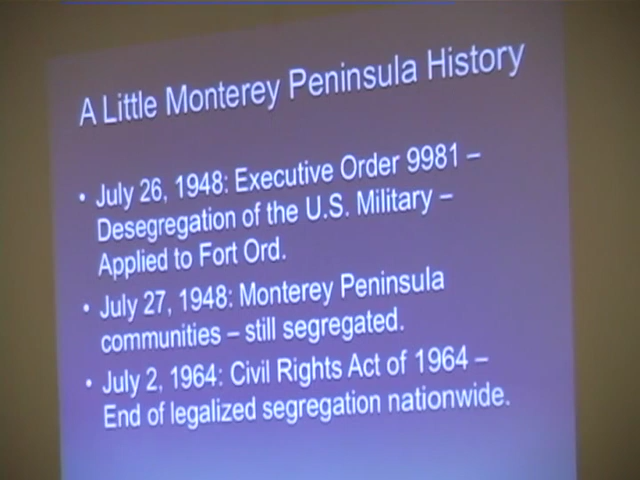 A Little Monterey Peninsula History
• July 26, 1948: Executive Order 9981 –
Desegregation of the U.S. Military –
Applied to Fort Ord.
• July 27, 1948: Monterey Peninsula
communities – still segregated.
• July 2, 1964: Civil Rights Act of 1964 –
End of legalized segregation nationwide.